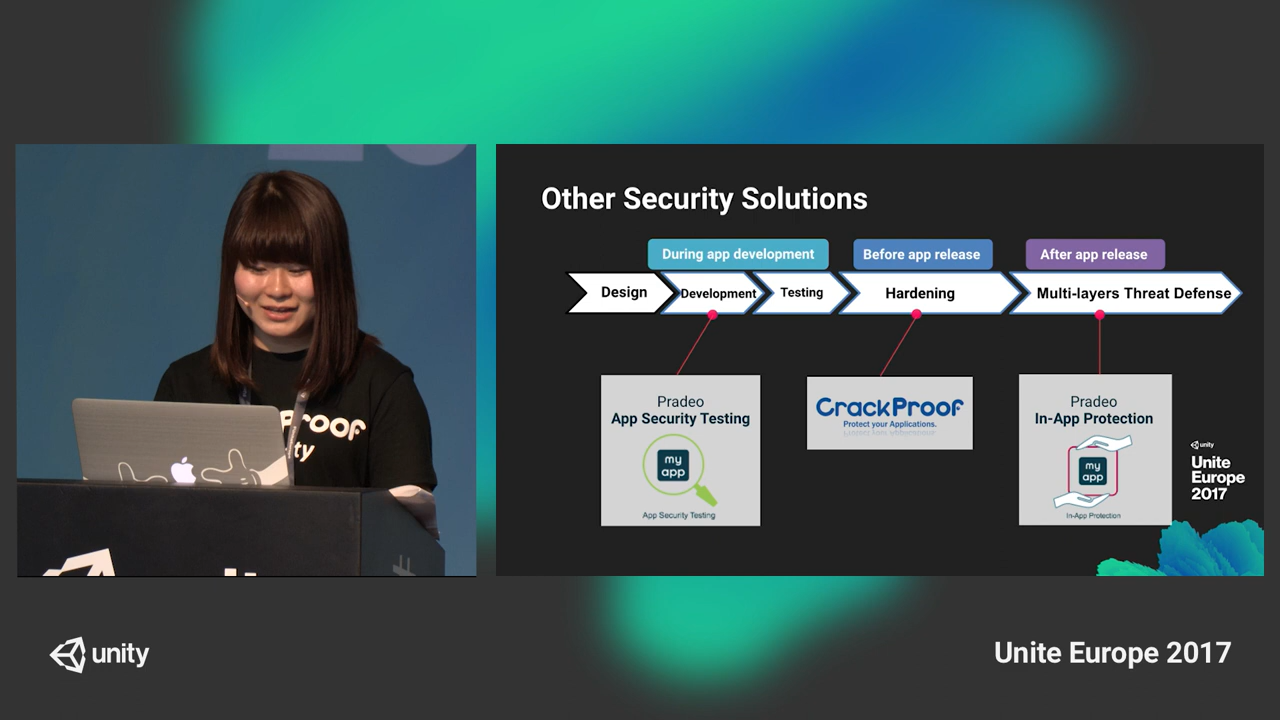 Proof
ity
Other Security Solutions
During app development
Before app release
After app release
Design
Development
Testing
Hardening
Multi-layers Threat Defense
Pradeo
App Security Testing
my
app
App Security Testing
CrackProof
Protect your Applications.
Pradeo
In-App Protection
my
app
In-App Protection
unity
Unite
Europe
2017
unity
Unite Europe 2017